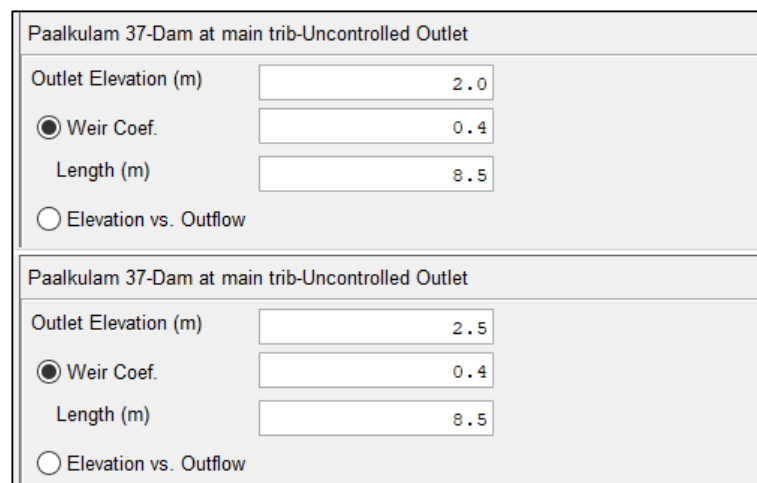 Paalkulam 37-Dam at main trib-Uncontrolled Outlet
Outlet Elevation (m) 2.0
Weir Coef. 0.4
Length (m) 8.5
Elevation vs. Outflow
Paalkulam 37-Dam at main trib-Uncontrolled Outlet
Outlet Elevation (m) 2.5
Weir Coef. 0.4
Length (m) 8.5
Elevation vs. Outflow